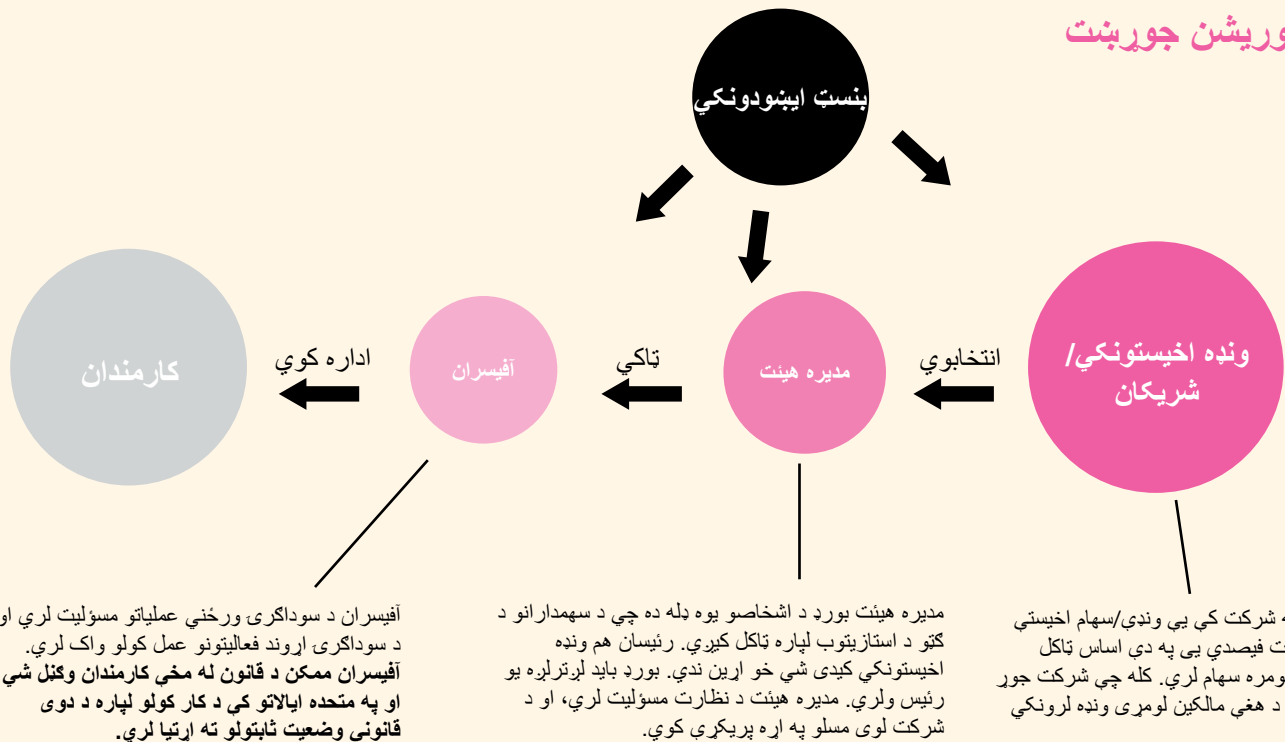 جوړښت
بنسټ ایښودونکي
ونډه اخیستونکي/
شریکان
انتخابوي
مدیره هیئت
ټاکي
آفیسران
اداره کوي
کارمندان
شرکت کې یې ونډې/سهام اخیستې
فیصدي یې په دې اساس ټاکل
سهام لري. کله چې شرکت جوړ
د هغې مالکین لومړی ونډه لرونکي
مدیره هیئت بورډ د اشخاصو یوه ډله ده چې د سهمدارانو د
ګټو د استازیتوب لپاره ټاکل کیږي. رئیسان هم ونډه
اخیستونکي کیدی شي خو اړین ندي. بورډ باید لږترلږه یو
رئیس ولري. مدیره هیئت د نظارت مسؤلیت لري، او د
شرکت لوی مسلو په اړه پریکړې کوي.
آفیسران د سوداګرۍ ورځني عملیاتو مسؤلیت لري او
د سوداګرۍ اړوند فعالیتونو عمل کولو واک لري.
آفیسران ممکن د قانون له مخې کارمندان وګڼل شي
او په متحده ایالاتو کې د کار کولو لپاره د دوی
قانوني وضعیت ثابتولو ته اړتیا لري.